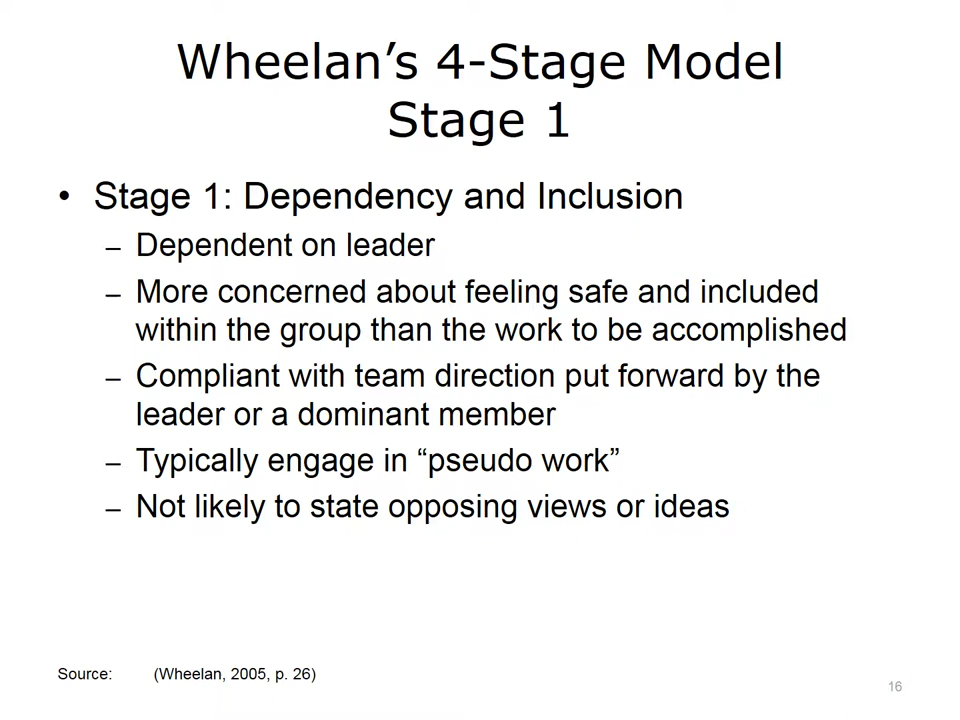 Wheelan’s 4-Stage Model
Stage 1
• Stage 1: Dependency and Inclusion
– Dependent on leader
– More concerned about feeling safe and included
within the group than the work to be accomplished
– Compliant with team direction put forward by the
leader or a dominant member
– Typically engage in “pseudo work”
– Not likely to state opposing views or ideas
Source: (Wheelan, 2005, p. 26)
16